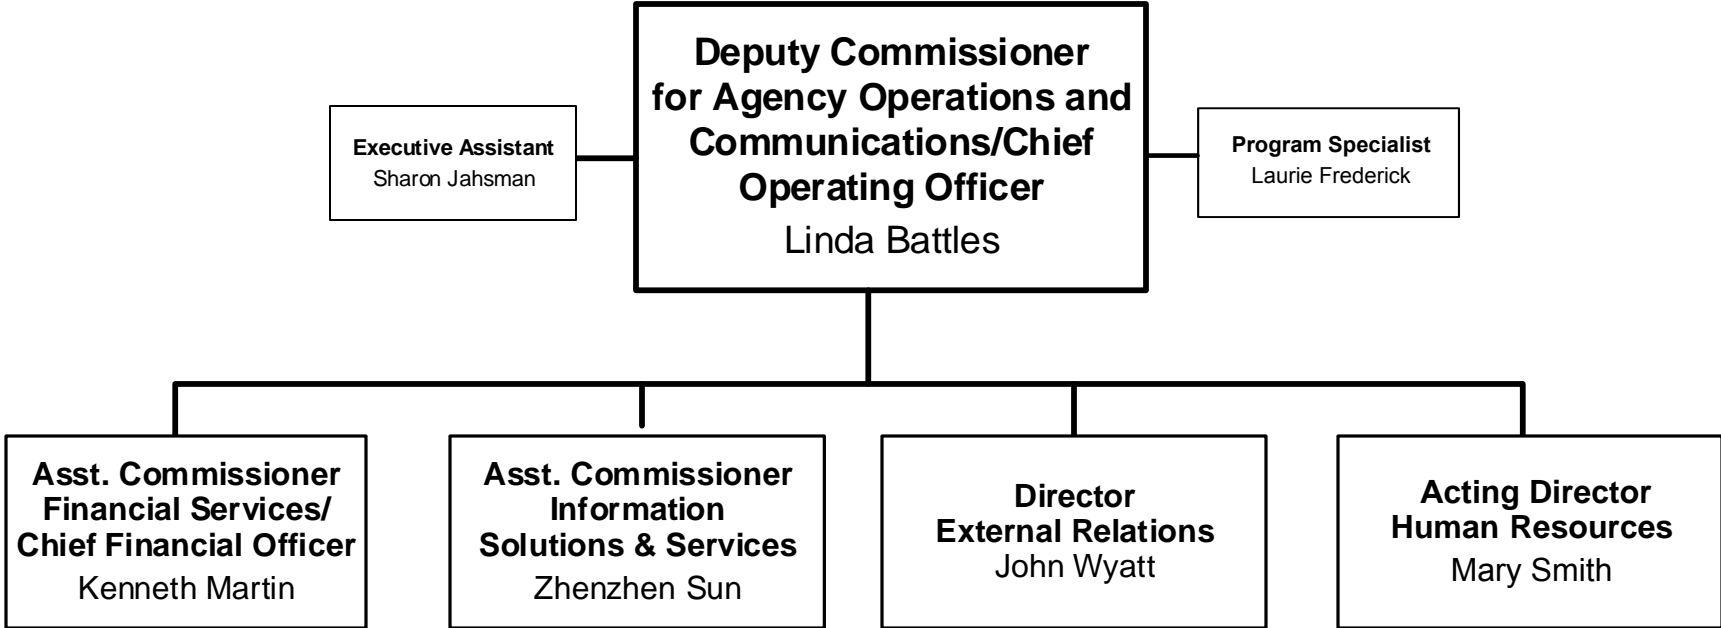 Deputy Commissioner
for Agency Operations and
Communications/Chief
Operating Officer
Linda Battles
Executive Assistant
Sharon Jahsman
Program Specialist
Laurie Frederick
Asst. Commissioner
Financial Services/
Chief Financial Officer
Kenneth Martin
Asst. Commissioner
Information
Solutions & Services
Zhenzhen Sun
Director
External Relations
John Wyatt
Acting Director
Human Resources
Mary Smith